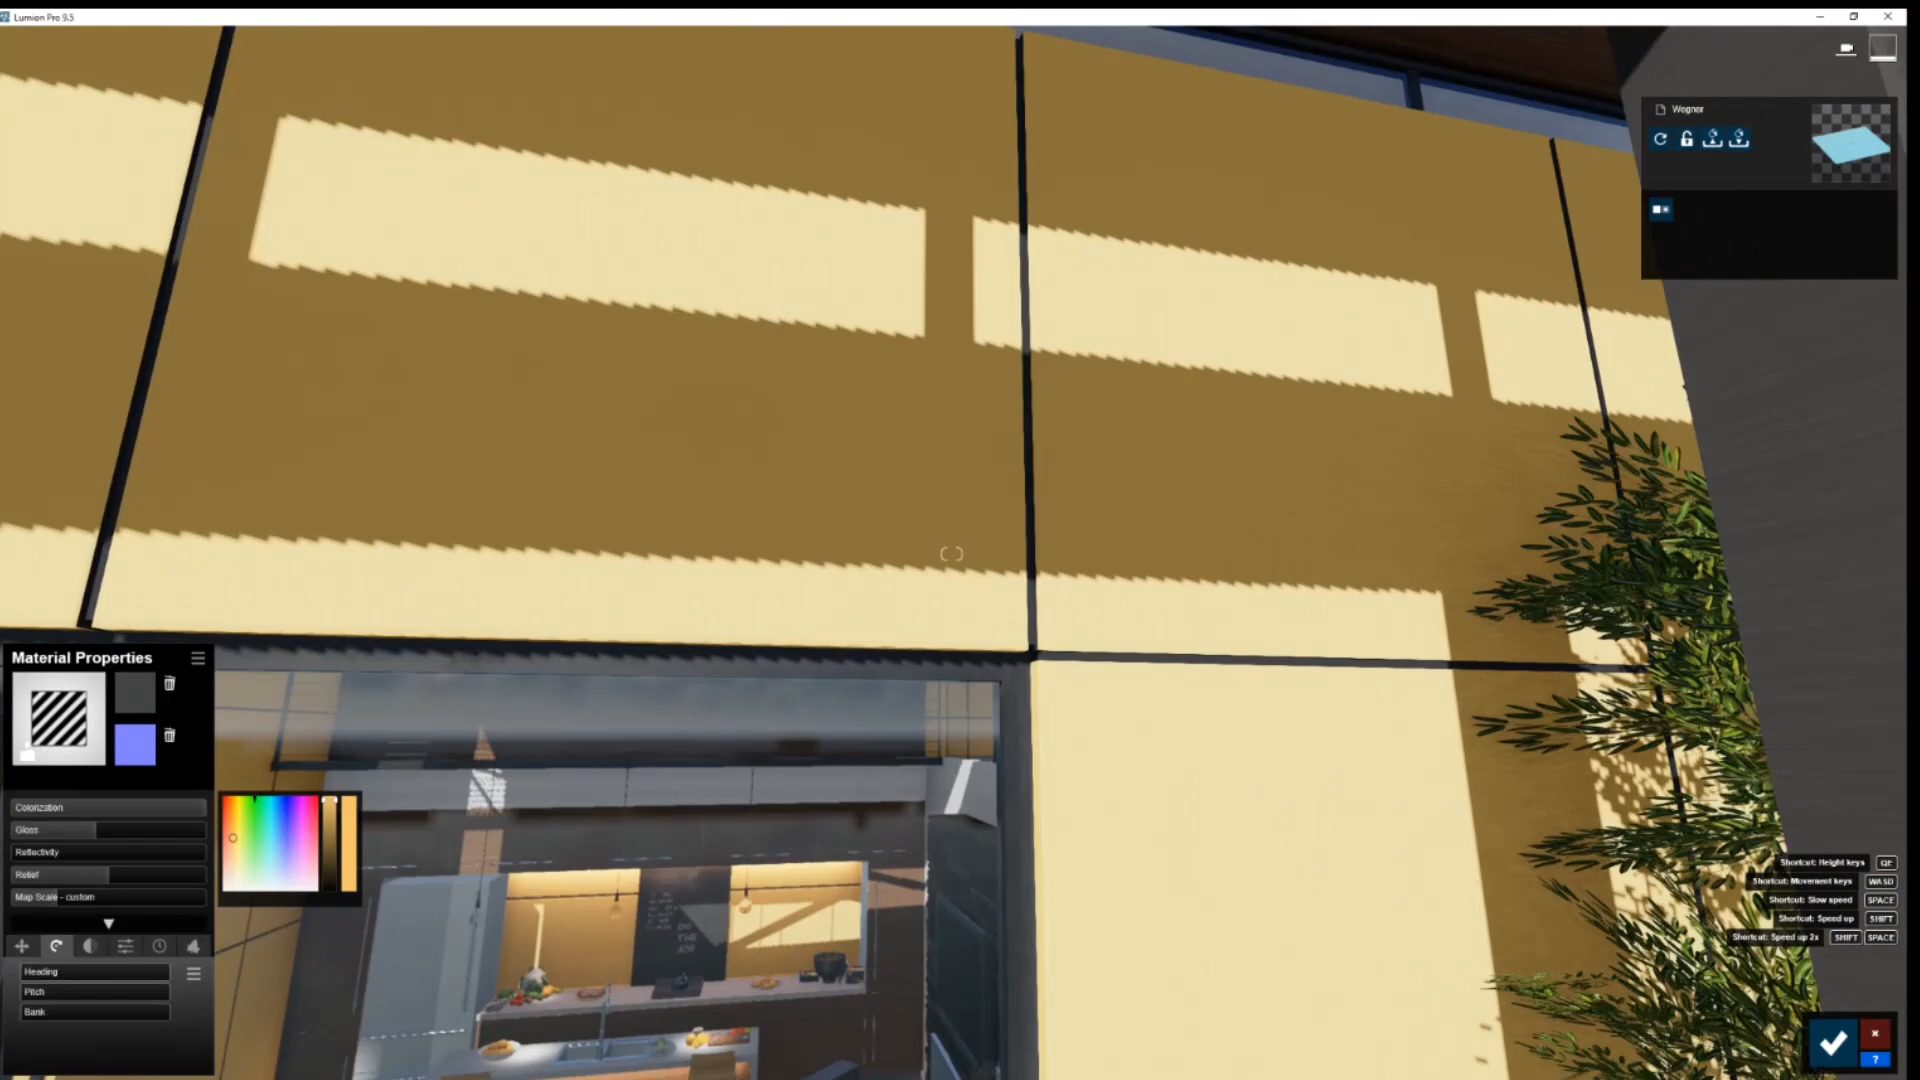 Lumion Pro 9.5
Wegner
Material Properties
Colorization
Gloss
Reflectivity
Relief
Map Scale - custom
Heading
Pitch
Bank
Shortcut: Height keys QE
Shortcut: Movement keys WASD
Shortcut: Slow speed SPACE
Shortcut: Speed up SHIFT
Shortcut: Speed up 2x SHIFT SPACE
?